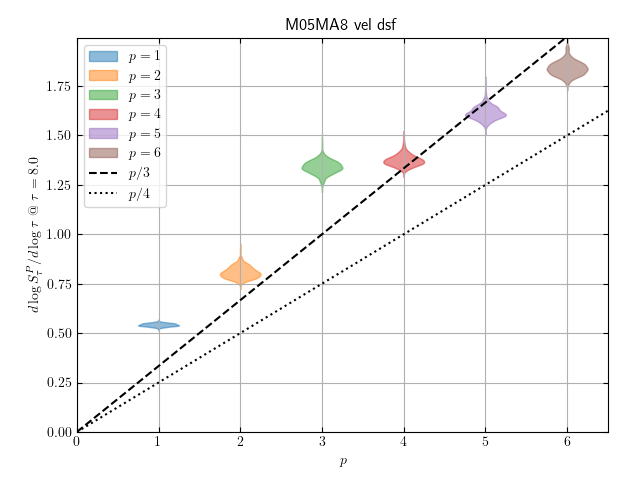 M05MA8 vel dsf
p = 1
p = 2
p = 3
p = 4
p = 5
p = 6
p/3
p/4
d log S_τ^P / d log τ @ τ = 8.0
1.75
1.50
1.25
1.00
0.75
0.50
0.25
0.00
0 1 2 3 4 5 6
p